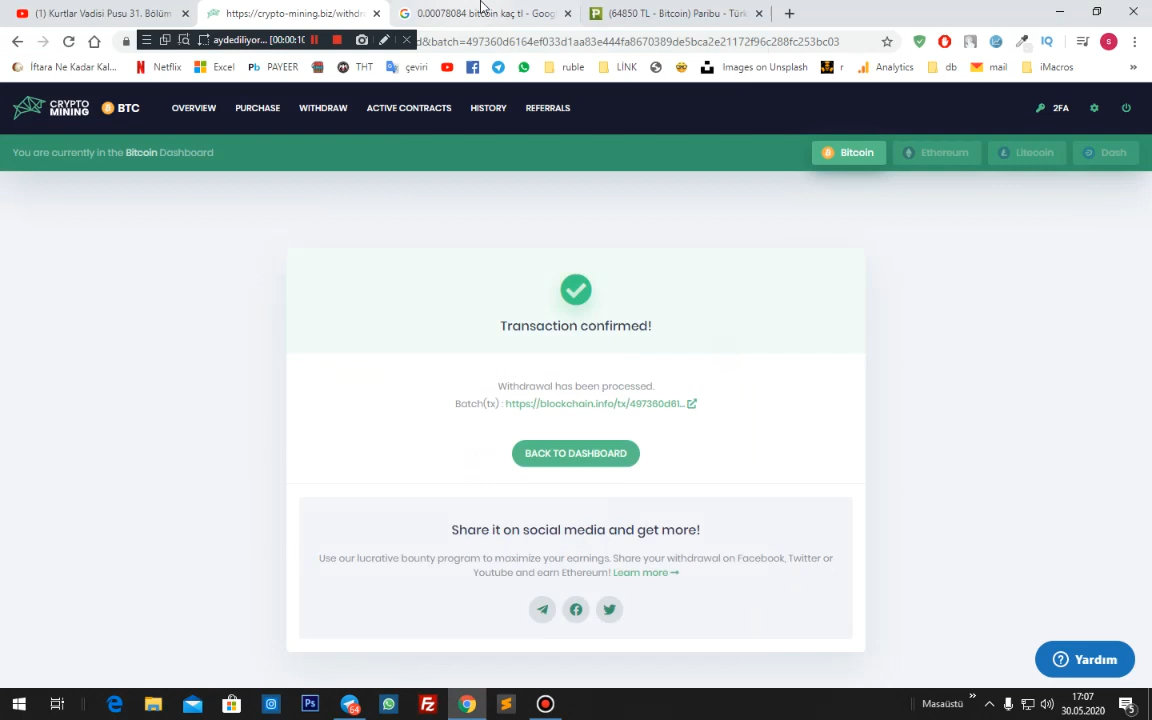 (1) Kurtlar Vadisi Pusu 31. Bölüm
https://crypto-mining.biz/withdra
0.00078084 bitcoin kaç tl - Goog
(64850 TL - Bitcoin) Paribu - Türk
aydediliyor... [00:00:10
d&batch=497360d6164ef033d1aa83e444fa8670389de5bca2e21172f96c288fc253bc03
İftara Ne Kadar Kal...
Netflix
Excel
Pb PAYEER
THT
çeviri
ruble
LİNK
Images on Unsplash
r
Analytics
db
mail
iMacros
»
CRYPTO
MINING
BTC
OVERVIEW
PURCHASE
WITHDRAW
ACTIVE CONTRACTS
HISTORY
REFERRALS
2FA
You are currently in the Bitcoin Dashboard
Bitcoin
Ethereum
Litecoin
Dash
Transaction confirmed!
Withdrawal has been processed.
Batch(tx) : https://blockchain.info/tx/497360d61...
BACK TO DASHBOARD
Share it on social media and get more!
Use our lucrative bounty program to maximize your earnings. Share your withdrawal on Facebook, Twitter or
Youtube and earn Ethereum! Learn more
Yardım
Masaüstü
17:07
30.05.2020